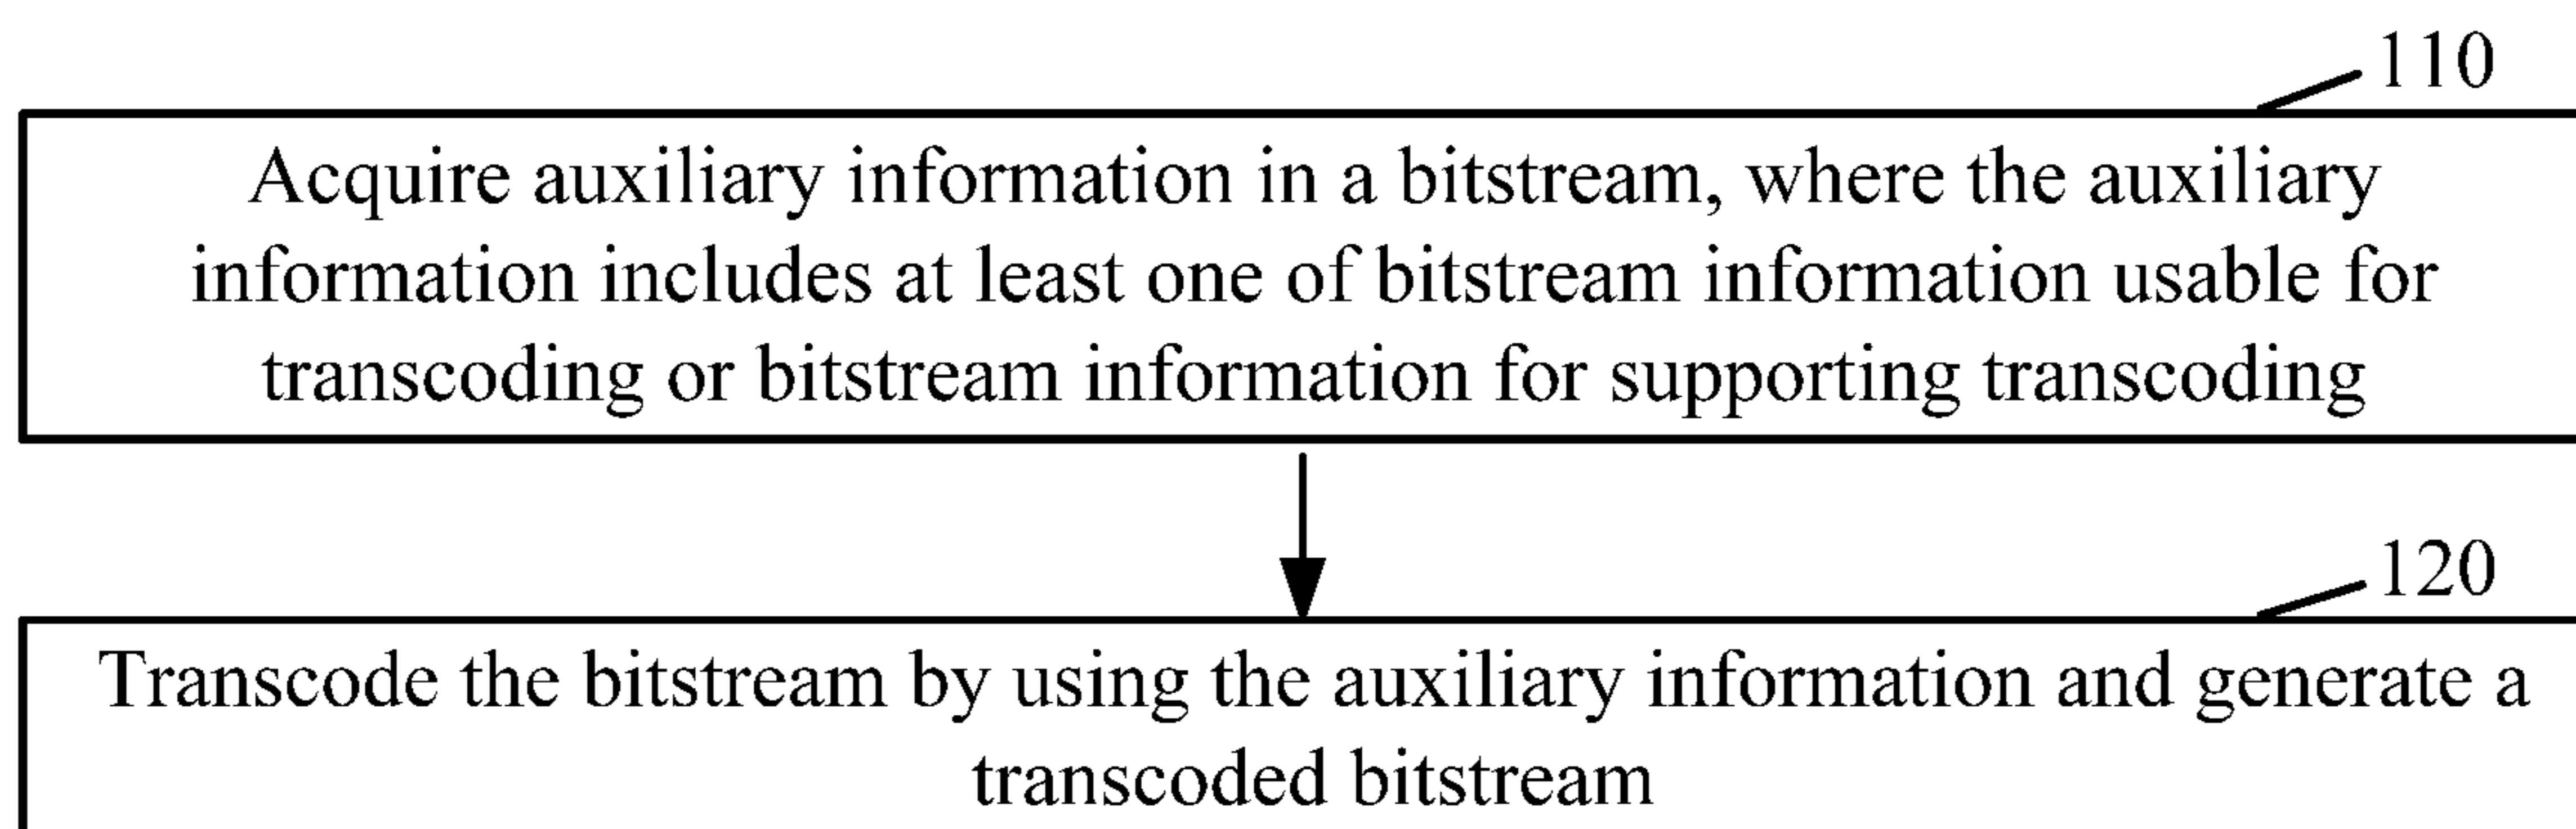 110
Acquire auxiliary information in a bitstream, where the auxiliary
information includes at least one of bitstream information usable for
transcoding or bitstream information for supporting transcoding
120
Transcode the bitstream by using the auxiliary information and generate a
transcoded bitstream